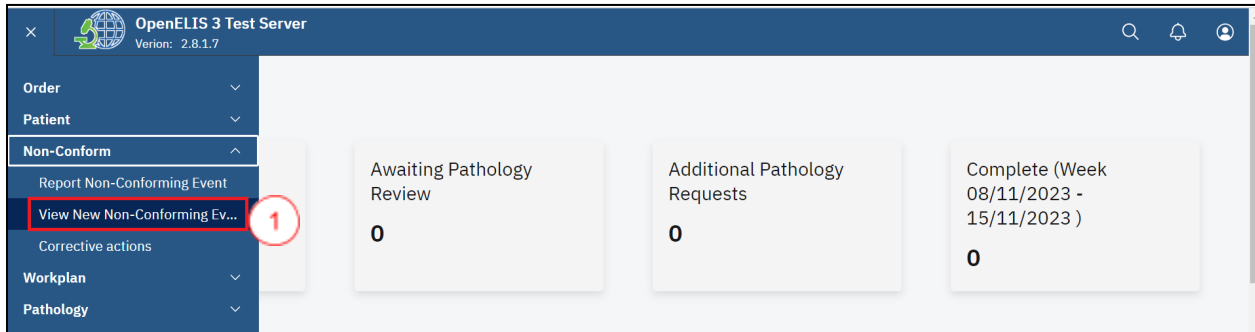 OpenELIS 3 Test Server
Verion: 2.8.1.7
Order
Patient
Non-Conform
Report Non-Conforming Event
View New Non-Conforming Ev...
1
Corrective actions
Workplan
Pathology
Awaiting Pathology
Review
0
Additional Pathology
Requests
0
Complete (Week
08/11/2023 -
15/11/2023 )
0